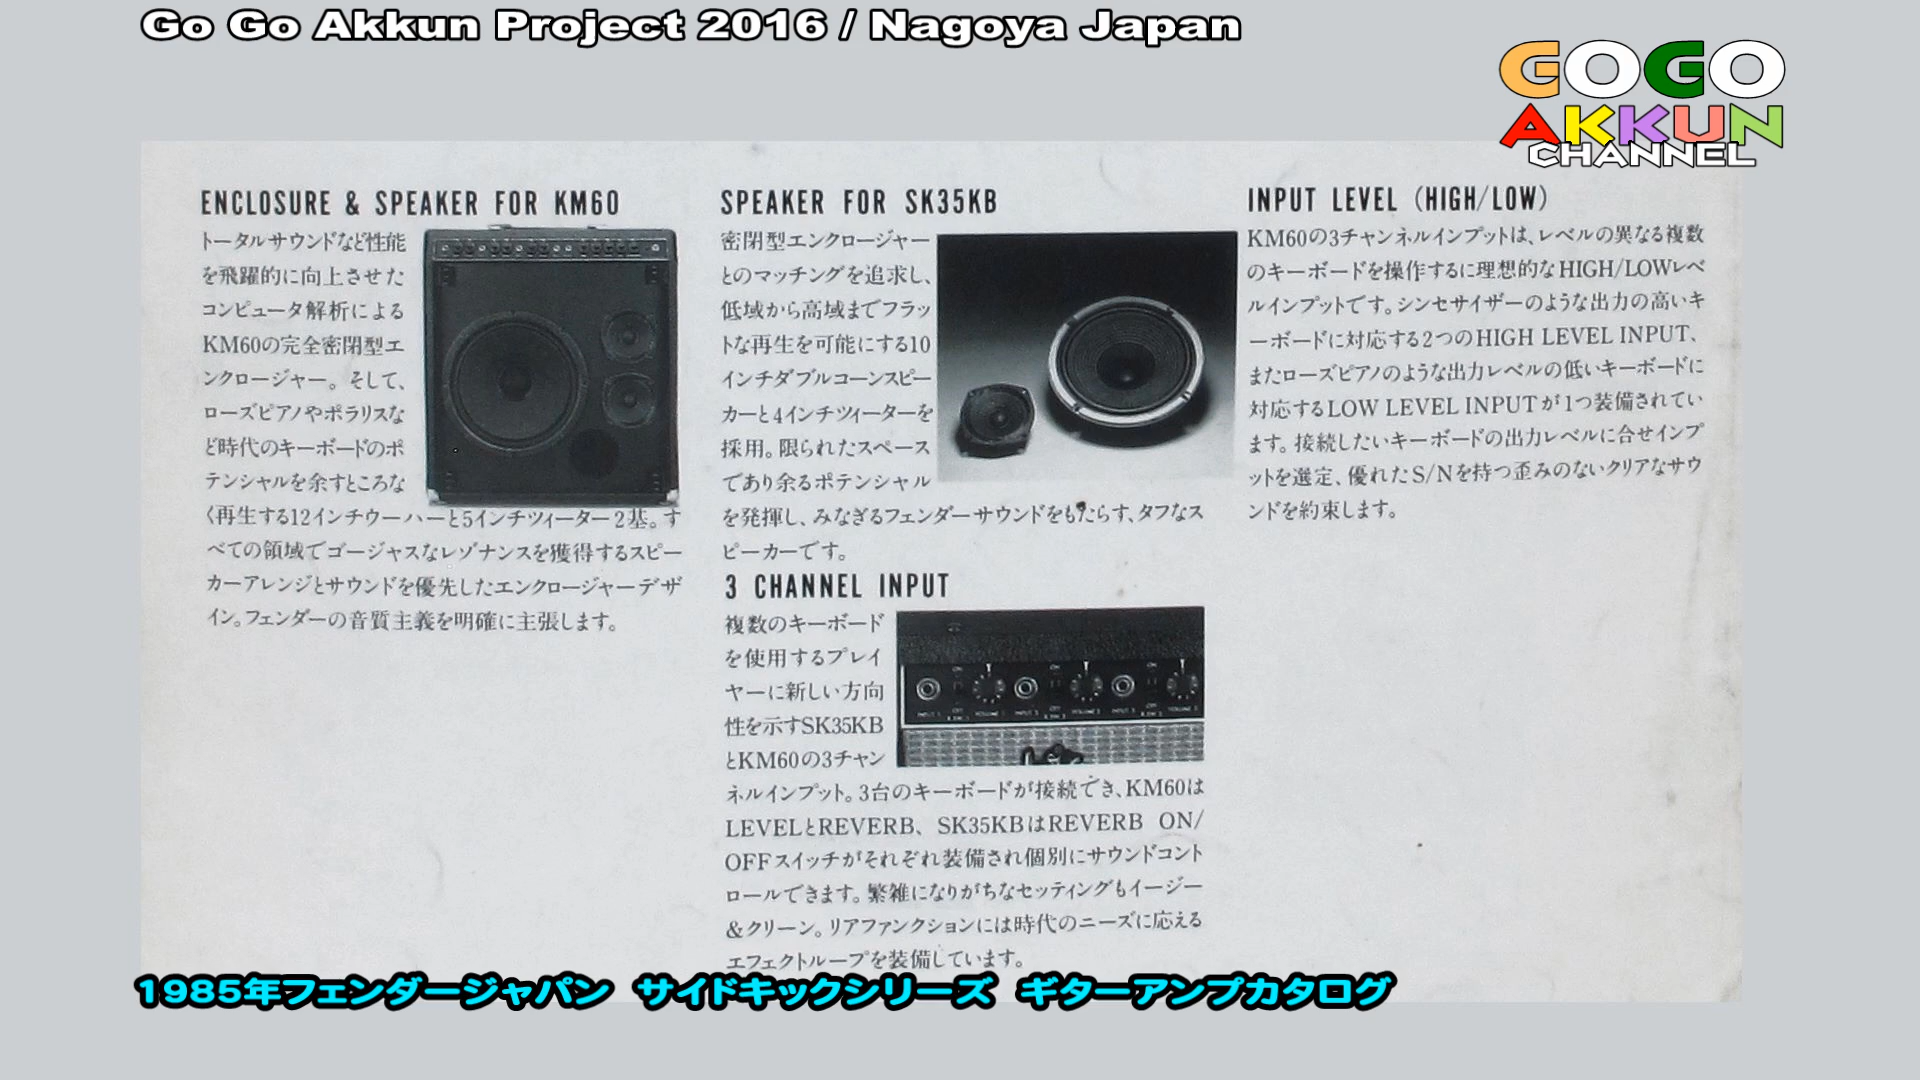 Go Go Akkun Project 2016 / Nagoya Japan
GOGO
AKKUN
CHANNEL
ENCLOSURE & SPEAKER FOR KM60
トータルサウンドなど性能
を飛躍的に向上させた
コンピュータ解析による
KM60の完全密閉型エ
ンクロージャー。そして、
ローズピアノやポラリスな
ど時代のキーボードのポ
テンシャルを余すところな
く再生する12インチウーハーと5インチツィーター2基。す
べての領域でゴージャスなレゾナンスを獲得するスピー
カーアレンジとサウンドを優先したエンクロージャーデザ
イン。フェンダーの音質主義を明確に主張します。
SPEAKER FOR SK35KB
密閉型エンクロージャー
とのマッチングを追求し、
低域から高域までフラッ
トな再生を可能にする10
インチダブルコーンスピー
カーと4インチツィーターを
採用。限られたスペース
であり余るポテンシャル
を発揮し、みなぎるフェンダーサウンドをもたらす、タフなス
ピーカーです。
3 CHANNEL INPUT
複数のキーボード
を使用するプレイ
ヤーに新しい方向
性を示すSK35KB
とKM60の3チャン
ネルインプット。3台のキーボードが接続でき、KM60は
LEVELとREVERB、SK35KBはREVERB ON/
OFFスイッチがそれぞれ装備され個別にサウンドコント
ロールできます。繁雑になりがちなセッティングもイージー
&クリーン。リアファンクションには時代のニーズに応える
エフェクトループを装備しています。
INPUT LEVEL (HIGH/LOW)
KM60の3チャンネルインプットは、レベルの異なる複数
のキーボードを操作するに理想的なHIGH/LOWレベ
ルインプットです。シンセサイザーのような出力の高いキ
ーボードに対応する2つのHIGH LEVEL INPUT、
またローズピアノのような出力レベルの低いキーボードに
対応するLOW LEVEL INPUTが1つ装備されてい
ます。接続したいキーボードの出力レベルに合せインプ
ットを選定、優れたS/Nを持つ歪みのないクリアなサウ
ンドを約束します。
1985年フェンダージャパン サイドキックシリーズ ギターアンプカタログ